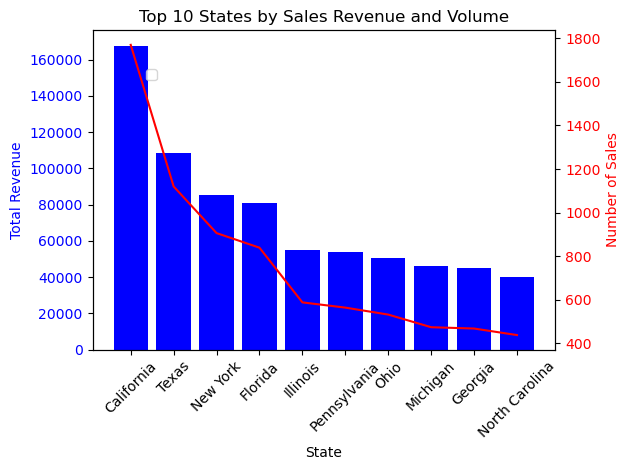 Top 10 States by Sales Revenue and Volume
Total Revenue
160000
140000
120000
100000
80000
60000
40000
20000
0
1800
1600
1400
1200
1000
800
600
400
Number of Sales
California
Texas
New York
Florida
Illinois
Pennsylvania
Ohio
Michigan
Georgia
North Carolina
State